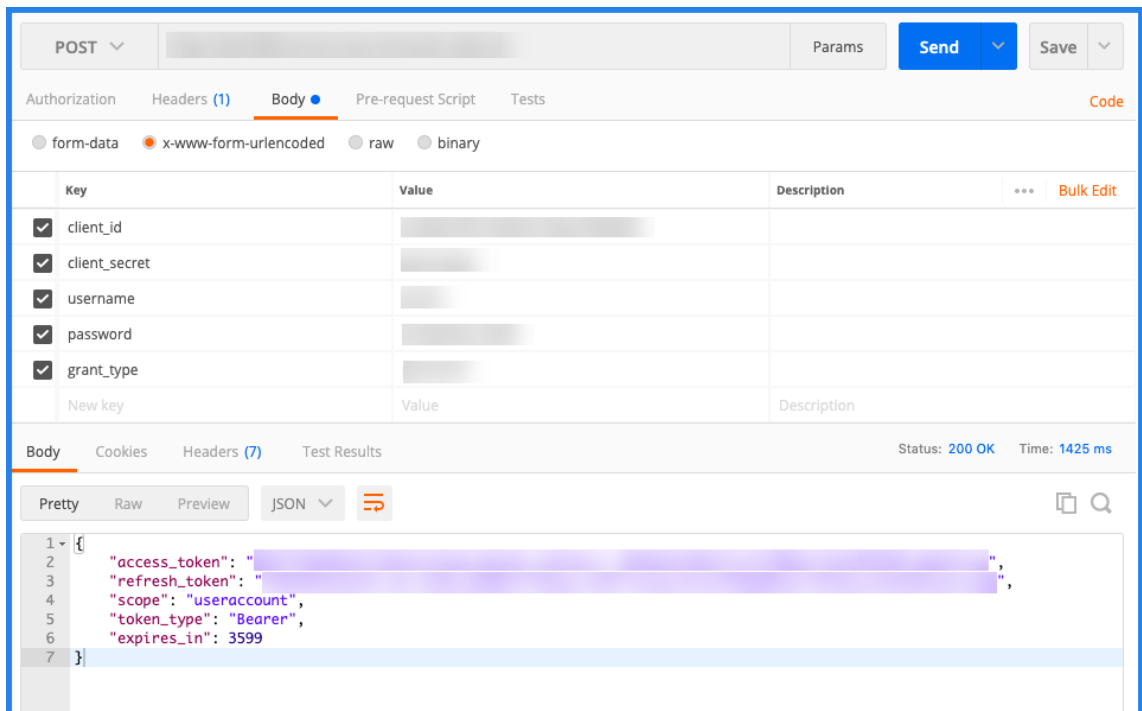 POST Params Send Save
Authorization Headers (1) Body Pre-request Script Tests Code
form-data x-www-form-urlencoded raw binary
Key Value Description ••• Bulk Edit
client_id
client_secret
username
password
grant_type
New key Value Description
Body Cookies Headers (7) Test Results Status: 200 OK Time: 1425 ms
Pretty Raw Preview JSON
1 {
2 "access_token": "",
3 "refresh_token": "",
4 "scope": "useraccount",
5 "token_type": "Bearer",
6 "expires_in": 3599
7 }